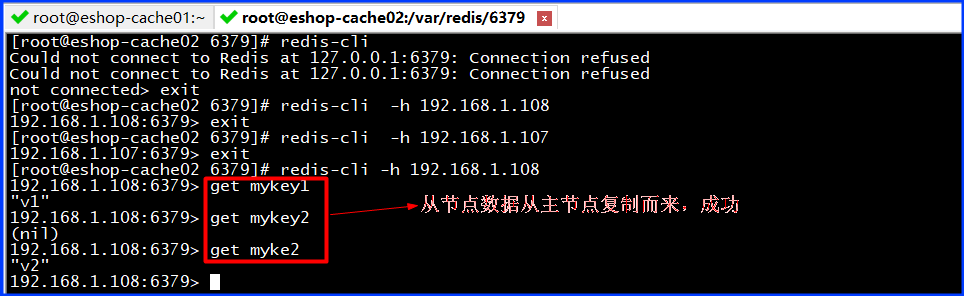 root@eshop-cache01:~ root@eshop-cache02:/var/redis/6379 x
[root@eshop-cache02 6379]# redis-cli
Could not connect to Redis at 127.0.0.1:6379: Connection refused
Could not connect to Redis at 127.0.0.1:6379: Connection refused
not connected> exit
[root@eshop-cache02 6379]# redis-cli  -h 192.168.1.108
192.168.1.108:6379> exit
[root@eshop-cache02 6379]# redis-cli  -h 192.168.1.107
192.168.1.107:6379> exit
[root@eshop-cache02 6379]# redis-cli -h 192.168.1.108
192.168.1.108:6379> get mykey1
"v1"
192.168.1.108:6379> get mykey2
从节点数据从主节点复制而来，成功
(nil)
192.168.1.108:6379> get myke2
"v2"
192.168.1.108:6379>